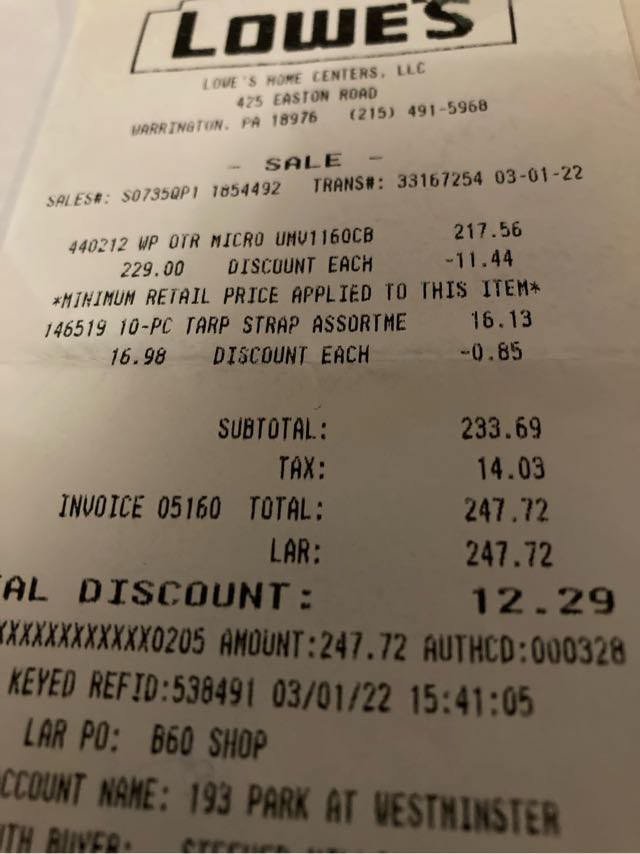 LOWE'S
LOWE'S HOME CENTERS, LLC
425 EASTON ROAD
WARRINGTON, PA 18976 (215) 491-5968
- SALE -
SALES#: S0735QP1 1854492 TRANS#: 33167254 03-01-22
440212 WP OTR MICRO UMV1160CB 217.56
229.00 DISCOUNT EACH -11.44
*MINIMUM RETAIL PRICE APPLIED TO THIS ITEM*
146519 10-PC TARP STRAP ASSORTME 16.13
16.98 DISCOUNT EACH -0.85
SUBTOTAL: 233.69
TAX: 14.03
INVOICE 05160 TOTAL: 247.72
LAR: 247.72
AL DISCOUNT: 12.29
XXXXXXXXXXXX0205 AMOUNT:247.72 AUTHCD:000328
KEYED REFID:538491 03/01/22 15:41:05
LAR PO: B60 SHOP
CCOUNT NAME: 193 PARK AT WESTMINSTER
UTH BUYER: